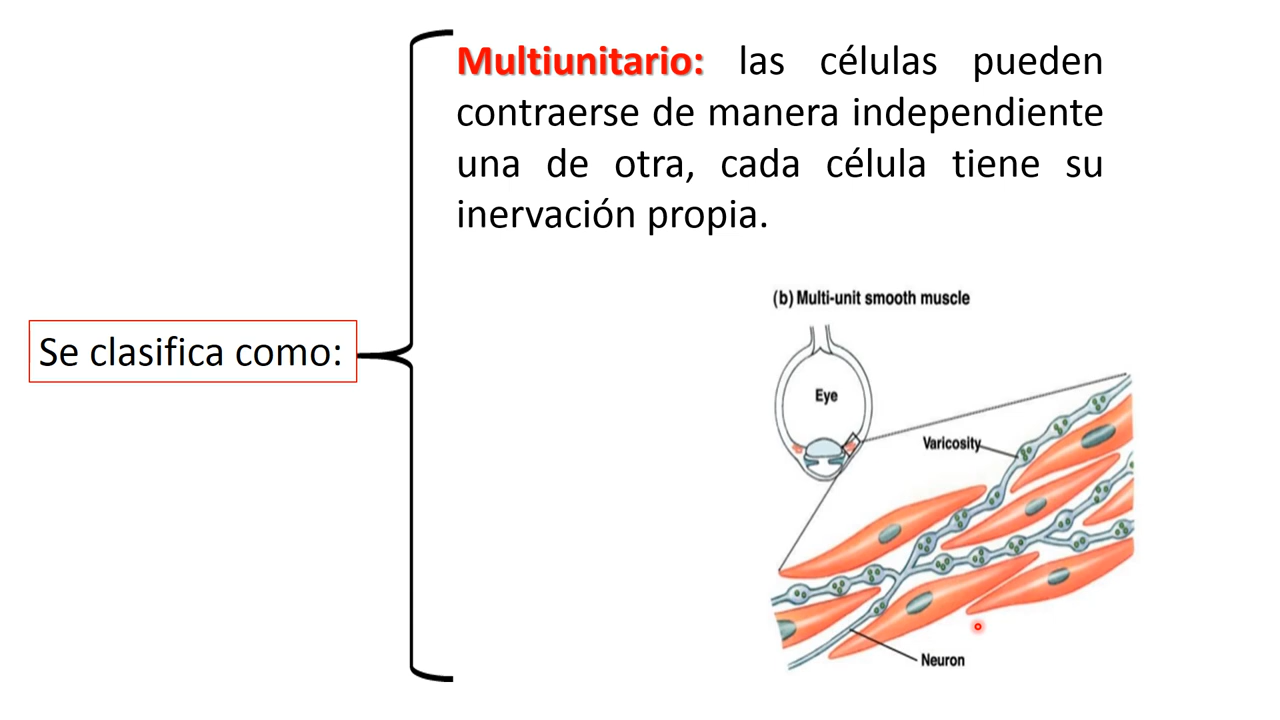 Multiunitario: las células pueden
contraerse de manera independiente
una de otra, cada célula tiene su
inervación propia.
Se clasifica como:
(b) Multi-unit smooth muscle
Eye
Varicosity
Neuron